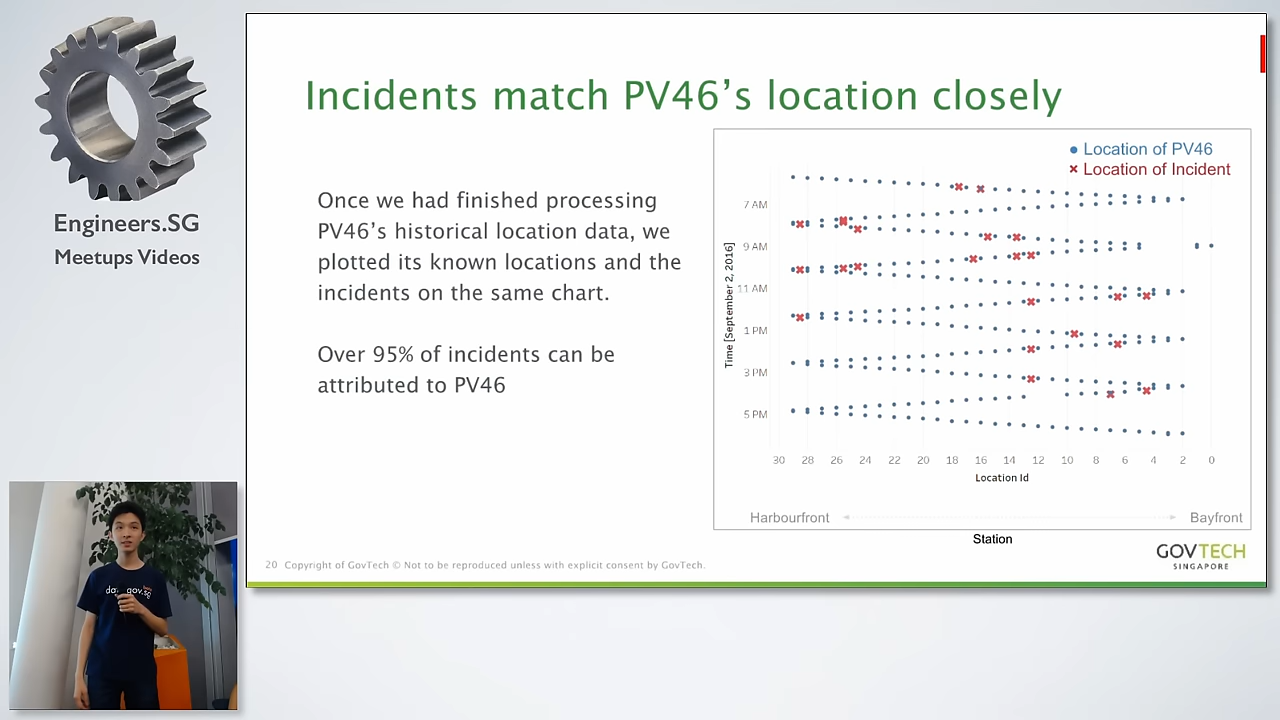 Engineers.SG
Meetups Videos
Incidents match PV46’s location closely
Once we had finished processing
PV46’s historical location data, we
plotted its known locations and the
incidents on the same chart.
Over 95% of incidents can be
attributed to PV46
Location of PV46
Location of Incident
Time [September 2, 2016]
7 AM
9 AM
11 AM
1 PM
3 PM
5 PM
30 28 26 24 22 20 18 16 14 12 10 8 6 4 2 0
Location Id
Harbourfront Bayfront
Station
20 Copyright of GovTech © Not to be reproduced unless with explicit consent by GovTech.
GOVTECH
SINGAPORE
gov.sg